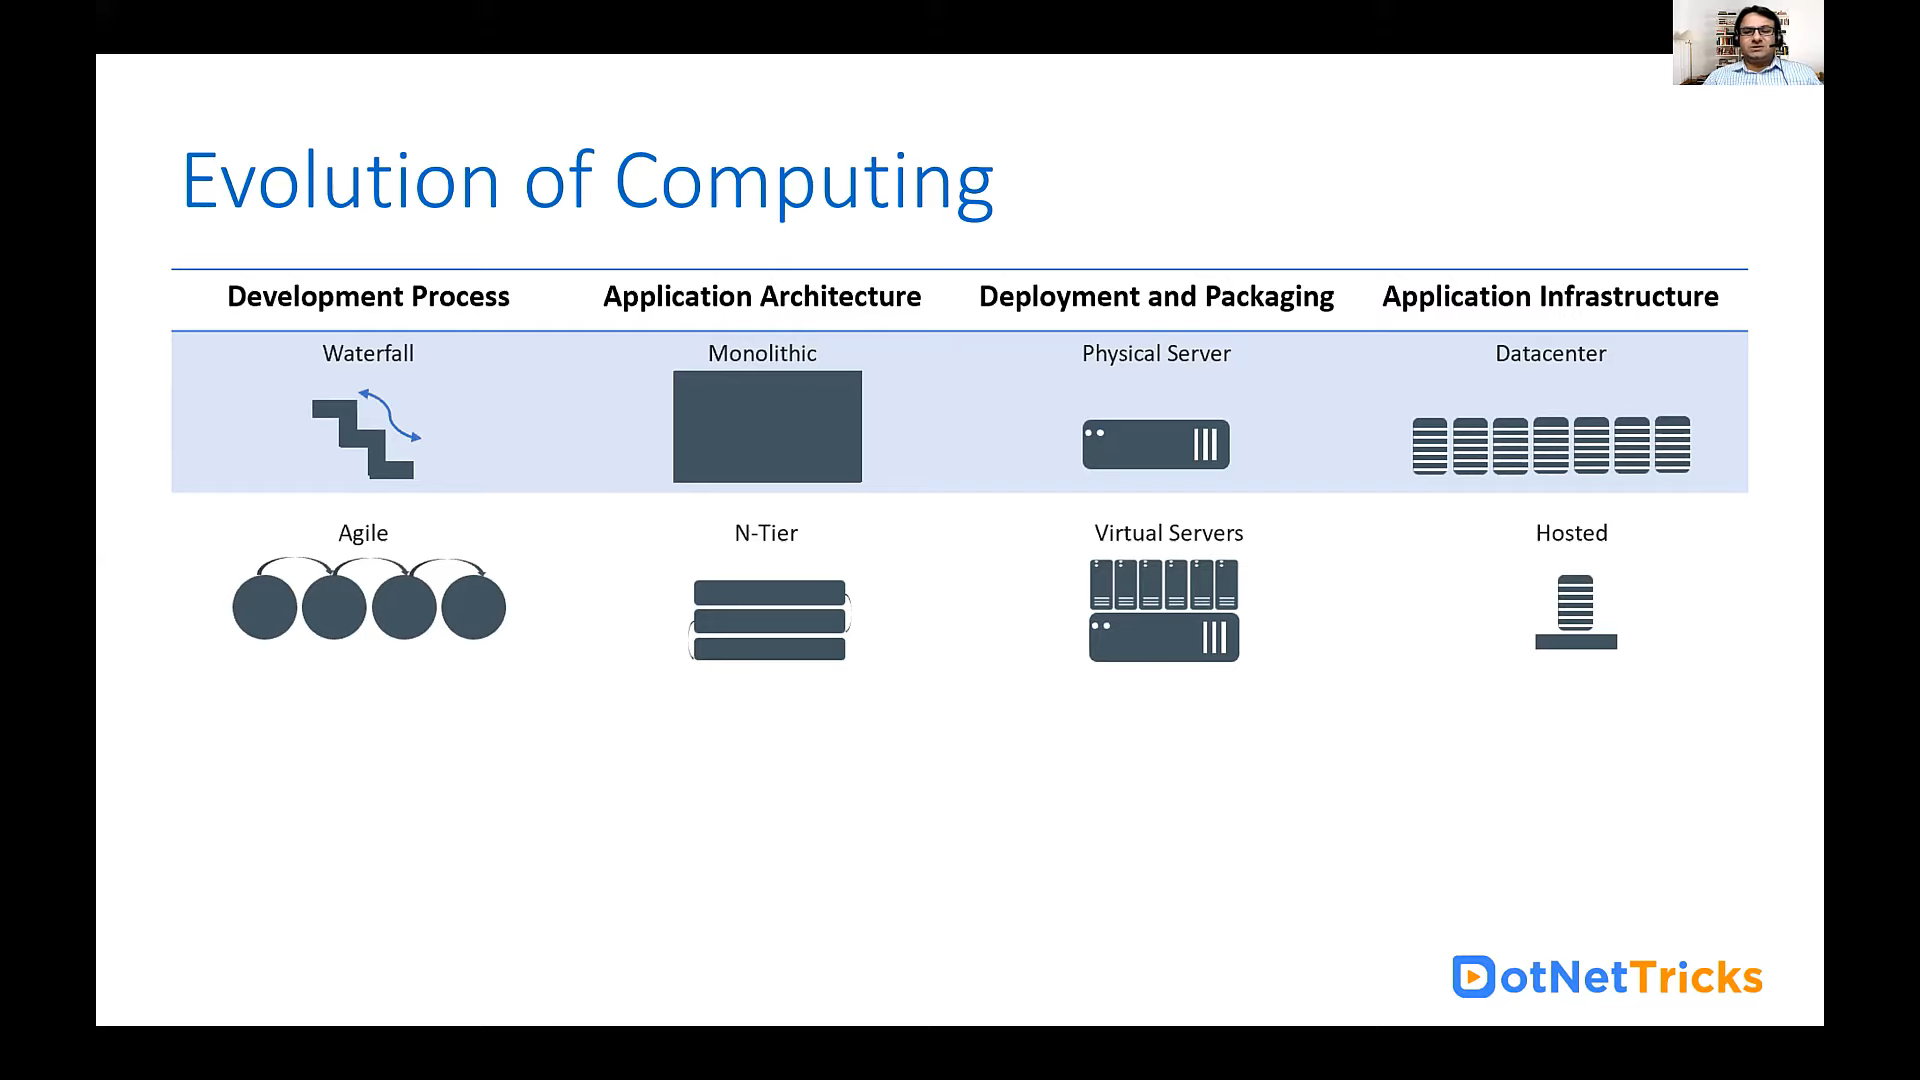 Evolution of Computing
Development Process Application Architecture Deployment and Packaging Application Infrastructure
Waterfall Monolithic Physical Server Datacenter
Agile N-Tier Virtual Servers Hosted
DotNetTricks